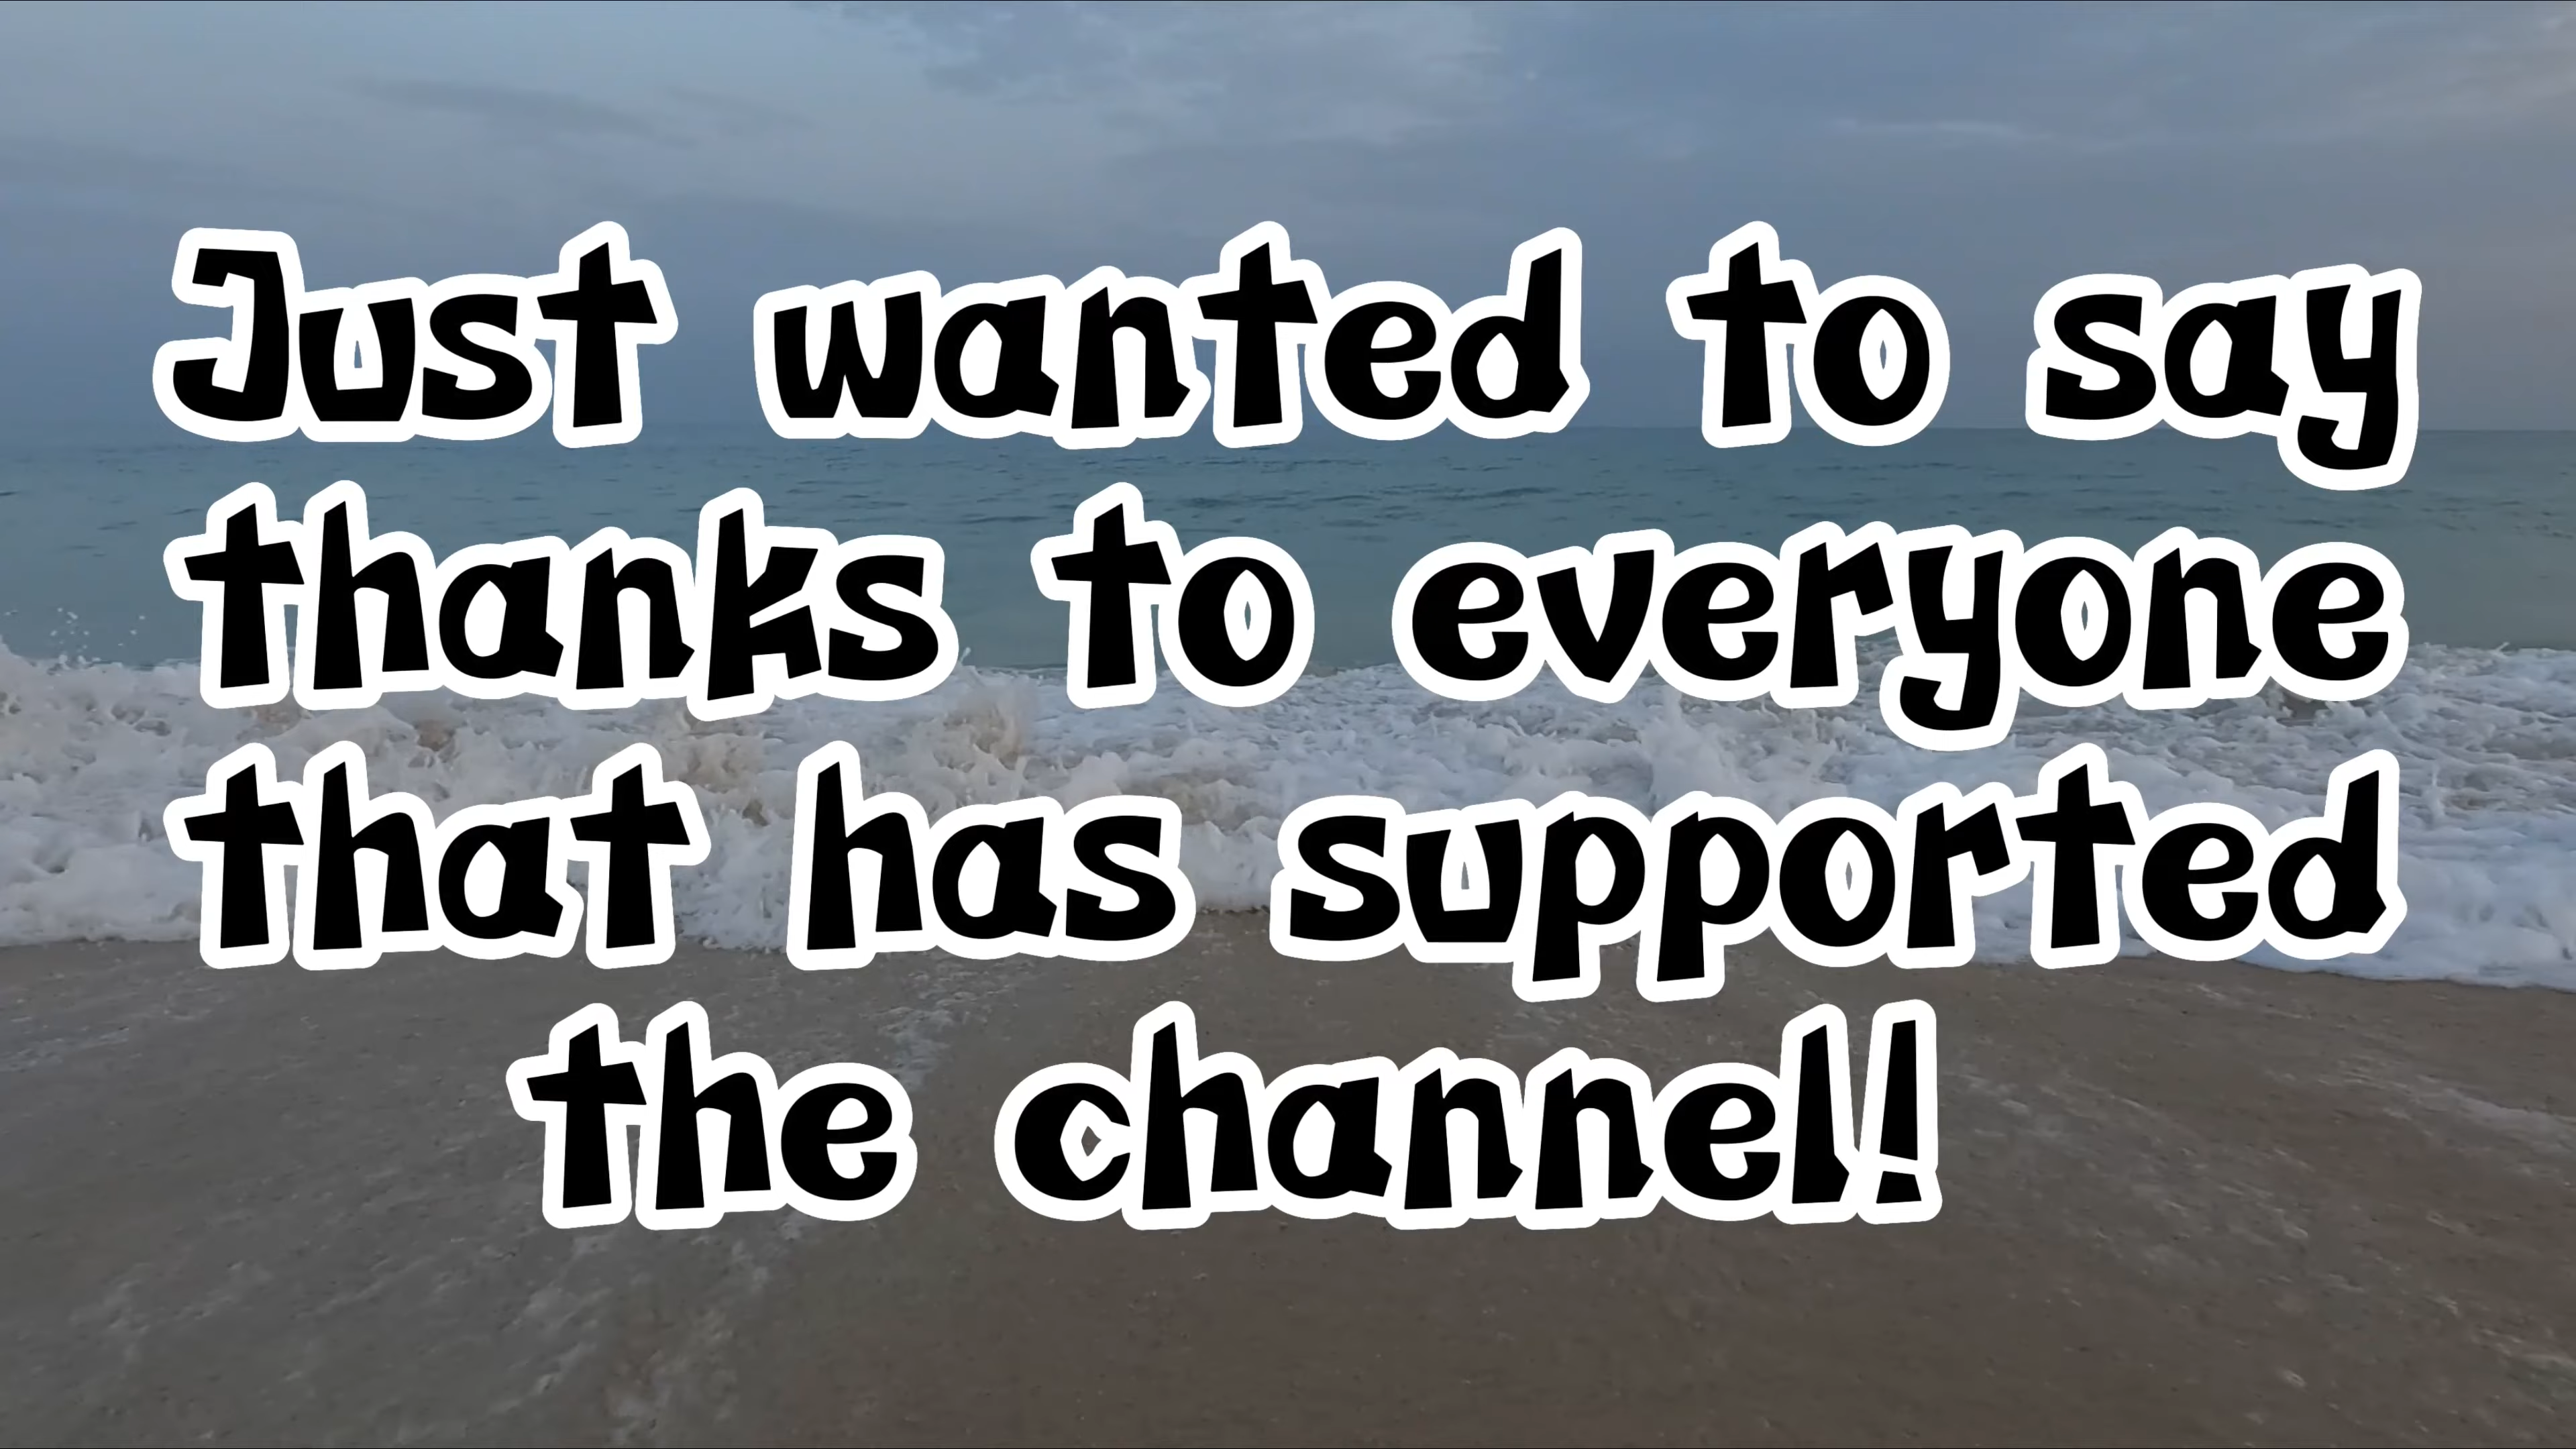 Just wanted to say
thanks to everyone
that has supported
the channel!